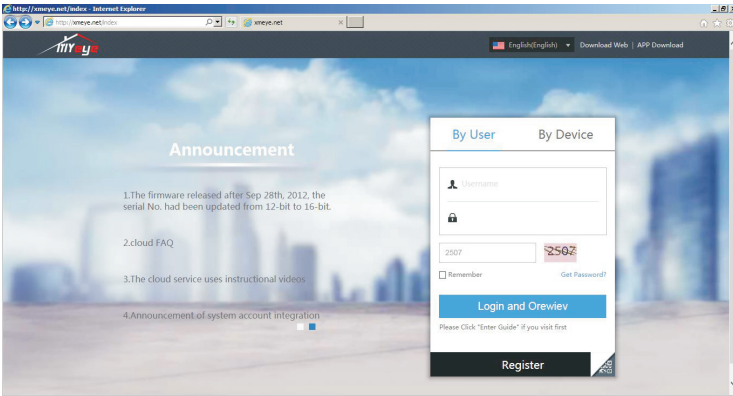 http://xmeye.net/index - Internet Explorer
http://xmeye.net/index
xmeye.net
MYeye
English(English)
Download Web | APP Download
Announcement
1.The firmware released after Sep 28th, 2012, the
serial No. had been updated from 12-bit to 16-bit.
2.cloud FAQ
3.The cloud service uses instructional videos
4.Announcement of system account integration
By User
By Device
Username
2507
2507
Remember
Get Password?
Login and Orewiev
Please Click "Enter Guide" if you visit first
Register